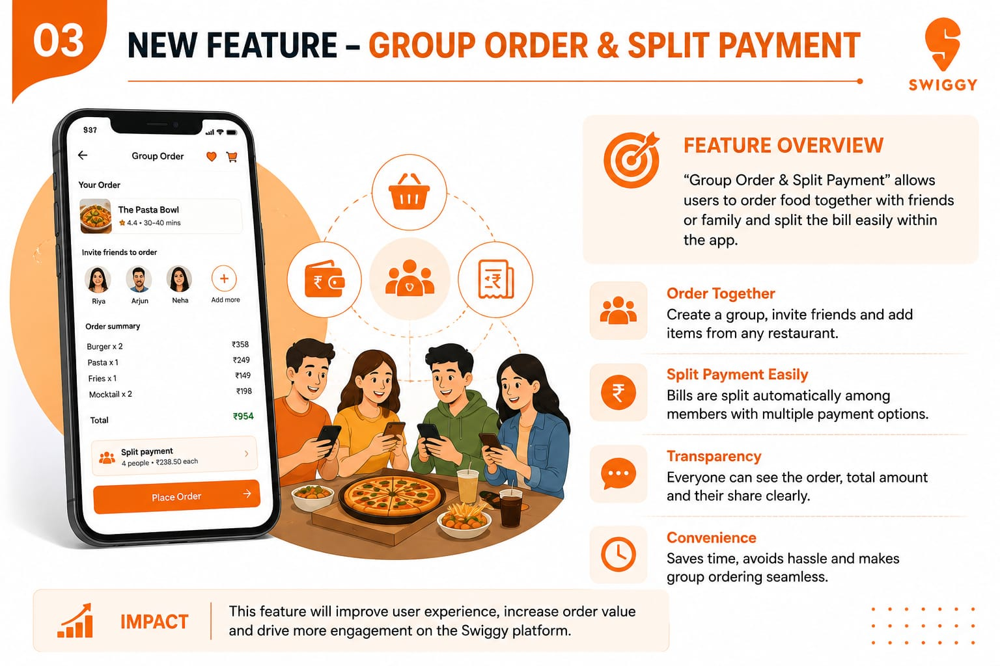 03
NEW FEATURE – GROUP ORDER & SPLIT PAYMENT
SWIGGY
Group Order
Your Order
The Pasta Bowl
4.4 • 30-40 mins
Invite friends to order
Riya
Arjun
Neha
Add more
Order summary
Burger x 2 ₹358
Pasta x 1 ₹249
Fries x 1 ₹149
Mocktail x 2 ₹198
Total ₹954
Split payment
4 people • ₹238.50 each
Place Order
₹
₹
FEATURE OVERVIEW
“Group Order & Split Payment” allows
users to order food together with friends
or family and split the bill easily within
the app.
Order Together
Create a group, invite friends and add
items from any restaurant.
₹
Split Payment Easily
Bills are split automatically among
members with multiple payment options.
Transparency
Everyone can see the order, total amount
and their share clearly.
Convenience
Saves time, avoids hassle and makes
group ordering seamless.
IMPACT
This feature will improve user experience, increase order value
and drive more engagement on the Swiggy platform.